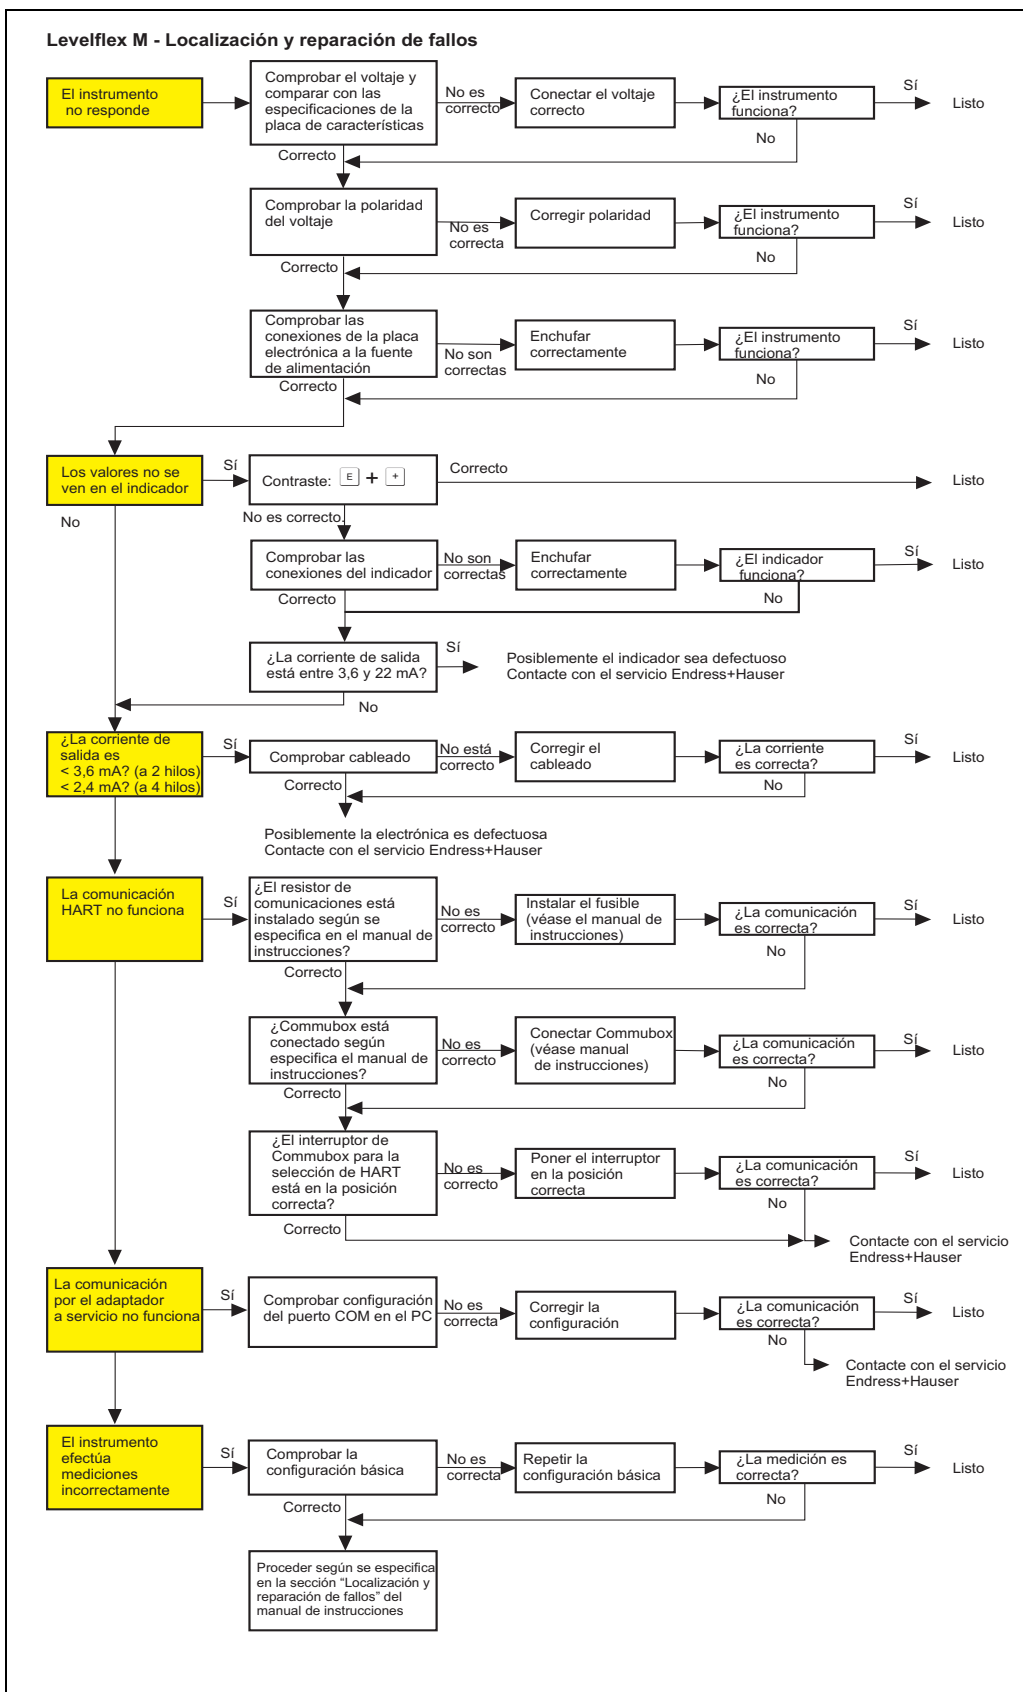 Levelflex M - Localización y reparación de fallos
El instrumento
no responde
Comprobar el voltaje y
comparar con las
especificaciones de la
placa de características
No es
correcto
Conectar el voltaje
correcto
¿El instrumento
funciona?
Sí
Listo
No
Correcto
Comprobar la polaridad
del voltaje
No es
correcta
Corregir polaridad
¿El instrumento
funciona?
Sí
Listo
No
Correcto
Comprobar las
conexiones de la placa
electrónica a la fuente
de alimentación
No son
correctas
Enchufar
correctamente
¿El instrumento
funciona?
Sí
Listo
No
Correcto
Los valores no se
ven en el indicador
Sí
Contraste: E + +
Correcto
Listo
No
No es correcto.
Comprobar las
conexiones del indicador
No son
correctas
Enchufar
correctamente
¿El indicador
funciona?
Sí
Listo
No
Correcto
¿La corriente de salida
está entre 3,6 y 22 mA?
Sí
Posiblemente el indicador sea defectuoso
Contacte con el servicio Endress+Hauser
No
¿La corriente de
salida es
< 3,6 mA? (a 2 hilos)
< 2,4 mA? (a 4 hilos)
Sí
Comprobar cableado
No está
correcto
Corregir el
cableado
¿La corriente
es correcta?
Sí
Listo
No
Correcto
Posiblemente la electrónica es defectuosa
Contacte con el servicio Endress+Hauser
La comunicación
HART no funciona
Sí
¿El resistor de
comunicaciones está
instalado según se
especifica en el manual de
instrucciones?
No es
correcto
Instalar el fusible
(véase el manual de
instrucciones)
¿La comunicación
es correcta?
Sí
Listo
No
Correcto
¿Commubox está
conectado según
especifica el manual de
instrucciones?
No es
correcto
Conectar Commubox
(véase manual
de instrucciones)
¿La comunicación
es correcta?
Sí
Listo
No
Correcto
¿El interruptor de
Commubox para la
selección de HART
está en la posición
correcta?
No es
correcto
Poner el interruptor
en la posición
correcta
¿La comunicación
es correcta?
Sí
Listo
No
Correcto
Contacte con el servicio
Endress+Hauser
La comunicación
por el adaptador
a servicio no funciona
Sí
Comprobar configuración
del puerto COM en el PC
No es
correcta
Corregir la
configuración
¿La comunicación
es correcta?
Sí
Listo
No
Contacte con el servicio
Endress+Hauser
El instrumento
efectúa
mediciones
incorrectamente
Sí
Comprobar la
configuración básica
No es
correcta
Repetir la
configuración básica
¿La medición es
correcta?
Sí
Listo
No
Correcto
Proceder según se especifica
en la sección “Localización y
reparación de fallos” del
manual de instrucciones